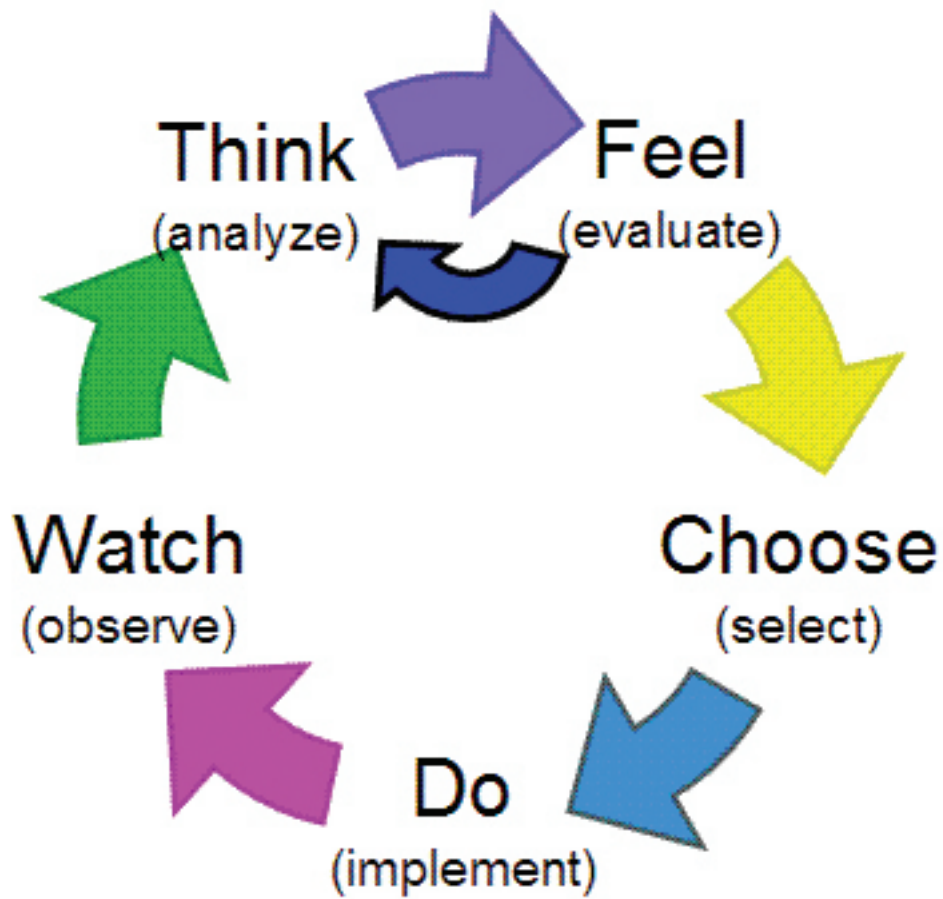 Think
(analyze)
Feel
(evaluate)
Choose
(select)
Do
(implement)
Watch
(observe)